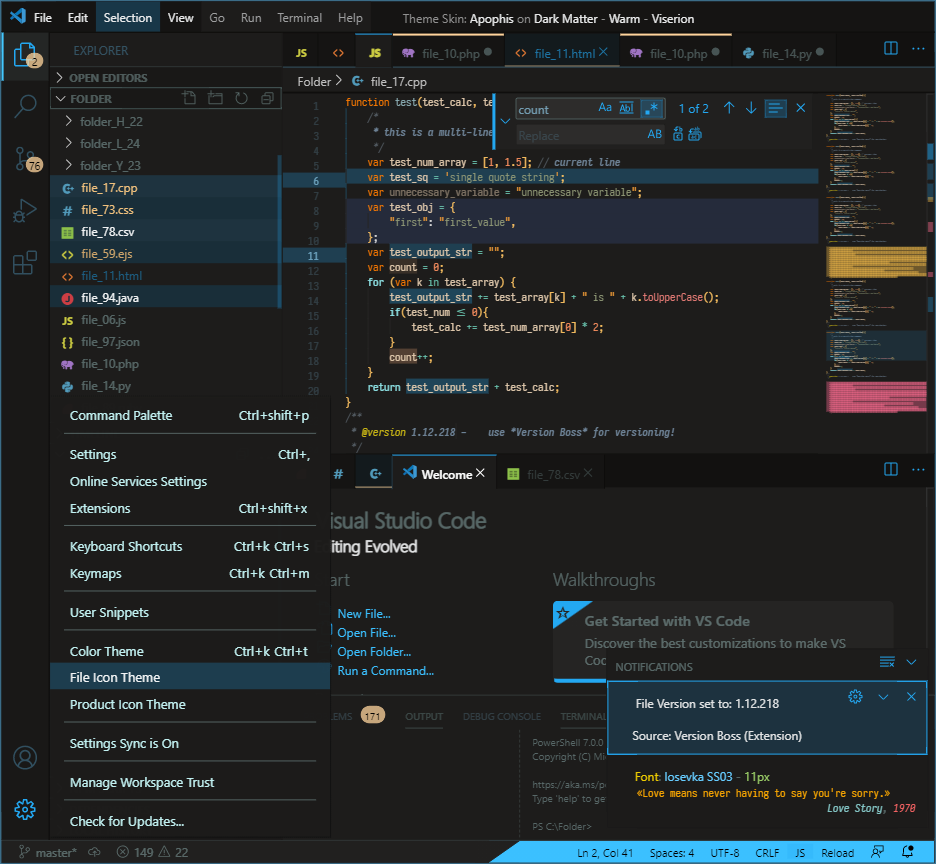 File Edit Selection View Go Run Terminal Help Theme Skin: Apophis on Dark Matter - Warm - Viserion
2 EXPLORER JS <> JS file_10.php file_11.html file_10.php file_14.py
OPEN EDITORS
Folder > file_17.cpp
FOLDER
folder_H_22
folder_L_24
folder_Y_23
76
file_17.cpp
file_73.css
file_78.csv
file_59.ejs
file_11.html
file_94.java
file_06.js
file_97.json
file_10.php
file_14.py
count Aa Abl .* 1 of 2
Replace AB
1 function test(test_calc, te
2 /*
3 * this is a multi-line
4 */
5 var test_num_array = [1, 1.5]; // current line
6 var test_sq = 'single quote string';
7 var unnecessary_variable = "unnecessary variable";
8 var test_obj = {
9 "first": "first_value",
10 };
11 var test_output_str = "";
12 var count = 0;
13 for (var k in test_array) {
14 test_output_str += test_array[k] + " is " + k.toUpperCase();
15 if(test_num ≤ 0){
16 test_calc += test_num_array[0] * 2;
17 }
18 count++;
19 }
20 return test_output_str + test_calc;
}
/**
* @version 1.12.218 - use *Version Boss* for versioning!
*/
Command Palette Ctrl+shift+p
Settings Ctrl+,
Online Services Settings
Extensions Ctrl+shift+x
Keyboard Shortcuts Ctrl+k Ctrl+s
Keymaps Ctrl+k Ctrl+m
User Snippets
Color Theme Ctrl+k Ctrl+t
File Icon Theme
Product Icon Theme
Settings Sync is On
Manage Workspace Trust
Check for Updates...
# Welcome file_78.csv
isual Studio Code
iting Evolved
art
New File...
Open File...
Open Folder...
Run a Command...
Walkthroughs
Get Started with VS Code
Discover the best customizations to make VS
Coc
NOTIFICATIONS
File Version set to: 1.12.218
Source: Version Boss (Extension)
LEMS 171 OUTPUT DEBUG CONSOLE TERMINAL
PowerShell 7.0.0
Copyright (C) Mi
https://aka.ms/p
Type 'help' to ge
PS C:\Folder>
Font: Iosevka SS03 - 11px
«Love means never having to say you're sorry.»
Love Story, 1970
master* 149 22 Ln 2, Col 41 Spaces: 4 UTF-8 CRLF JS Reload